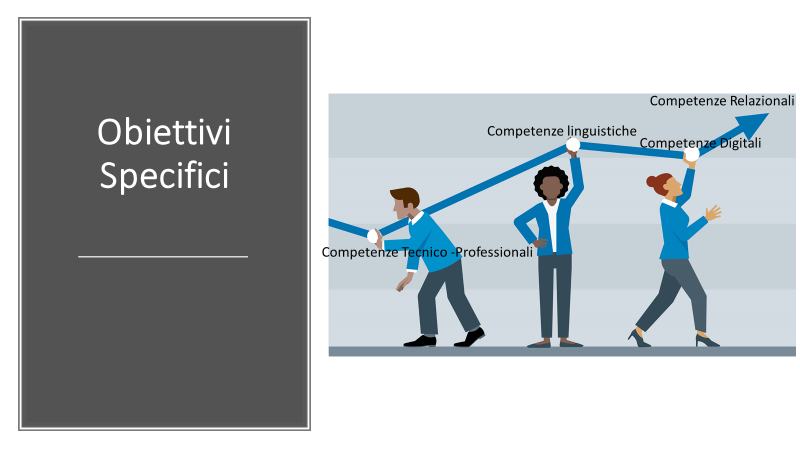 Obiettivi
Specifici
Competenze Relazionali
Competenze linguistiche
Competenze Digitali
Competenze Tecnico -Professionali